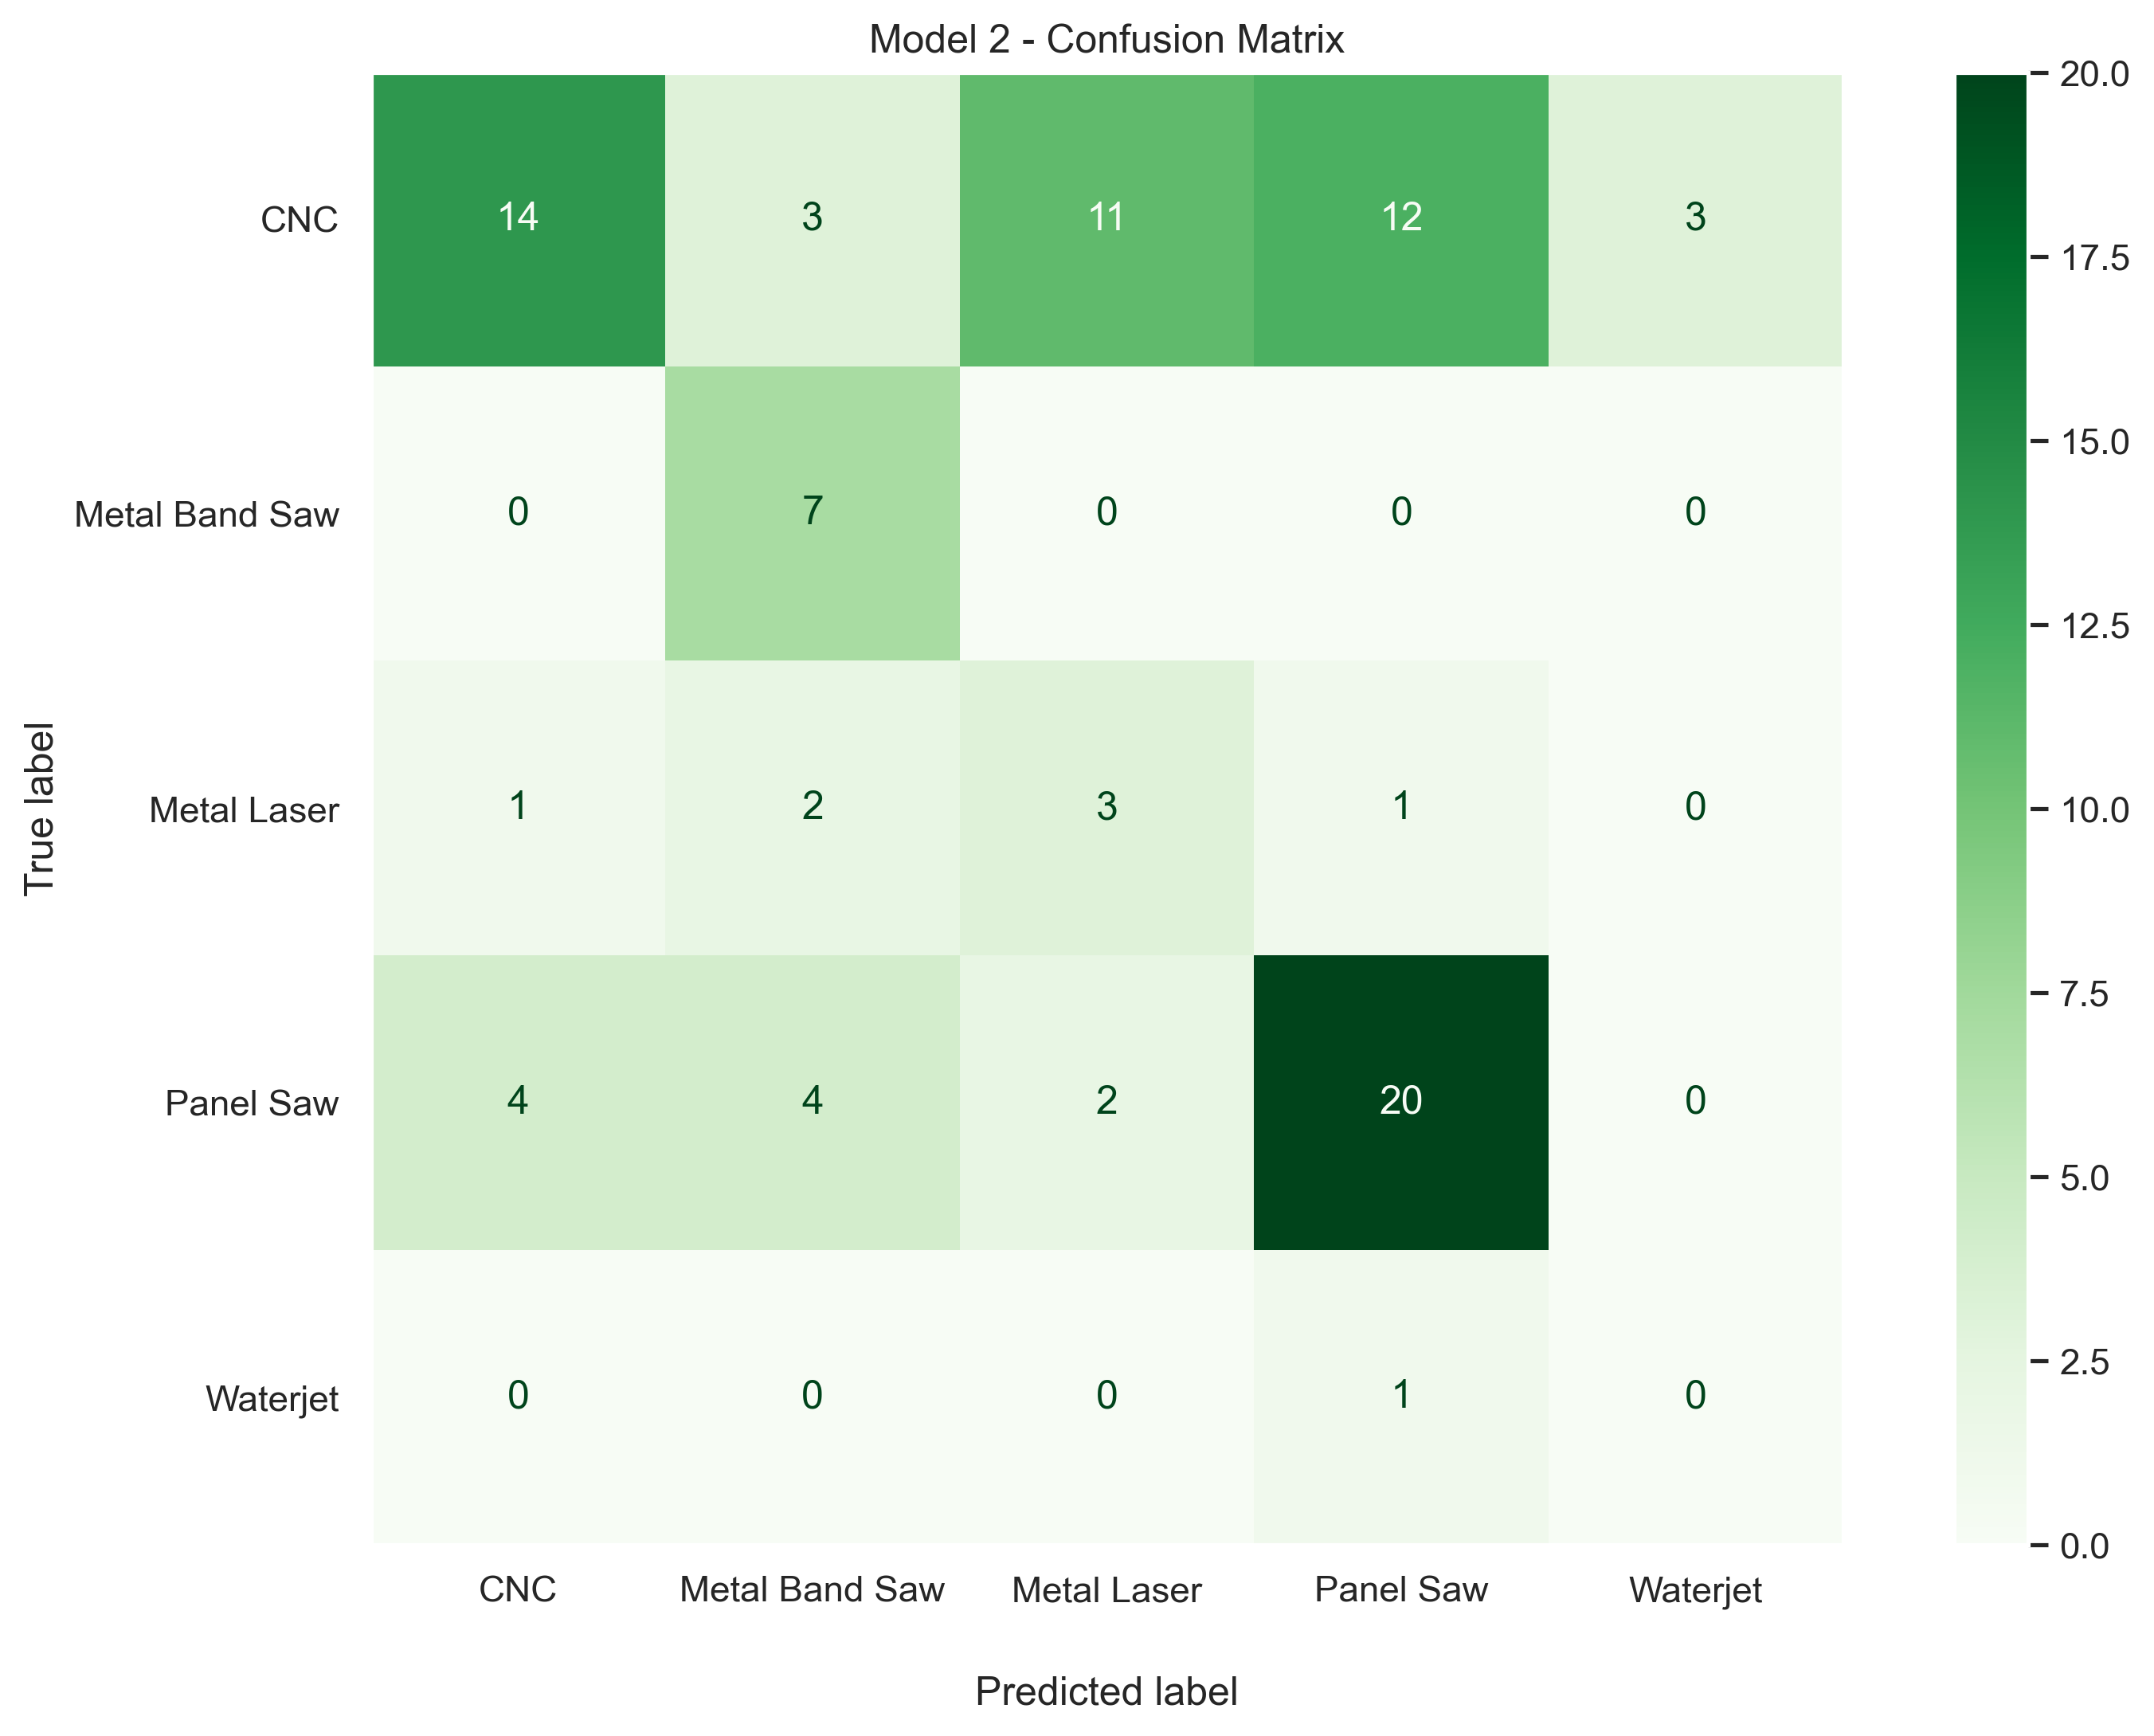 Model 2 - Confusion Matrix
True label
CNC 14 3 11 12 3
Metal Band Saw 0 7 0 0 0
Metal Laser 1 2 3 1 0
Panel Saw 4 4 2 20 0
Waterjet 0 0 0 1 0
CNC Metal Band Saw Metal Laser Panel Saw Waterjet
Predicted label
20.0
17.5
15.0
12.5
10.0
7.5
5.0
2.5
0.0